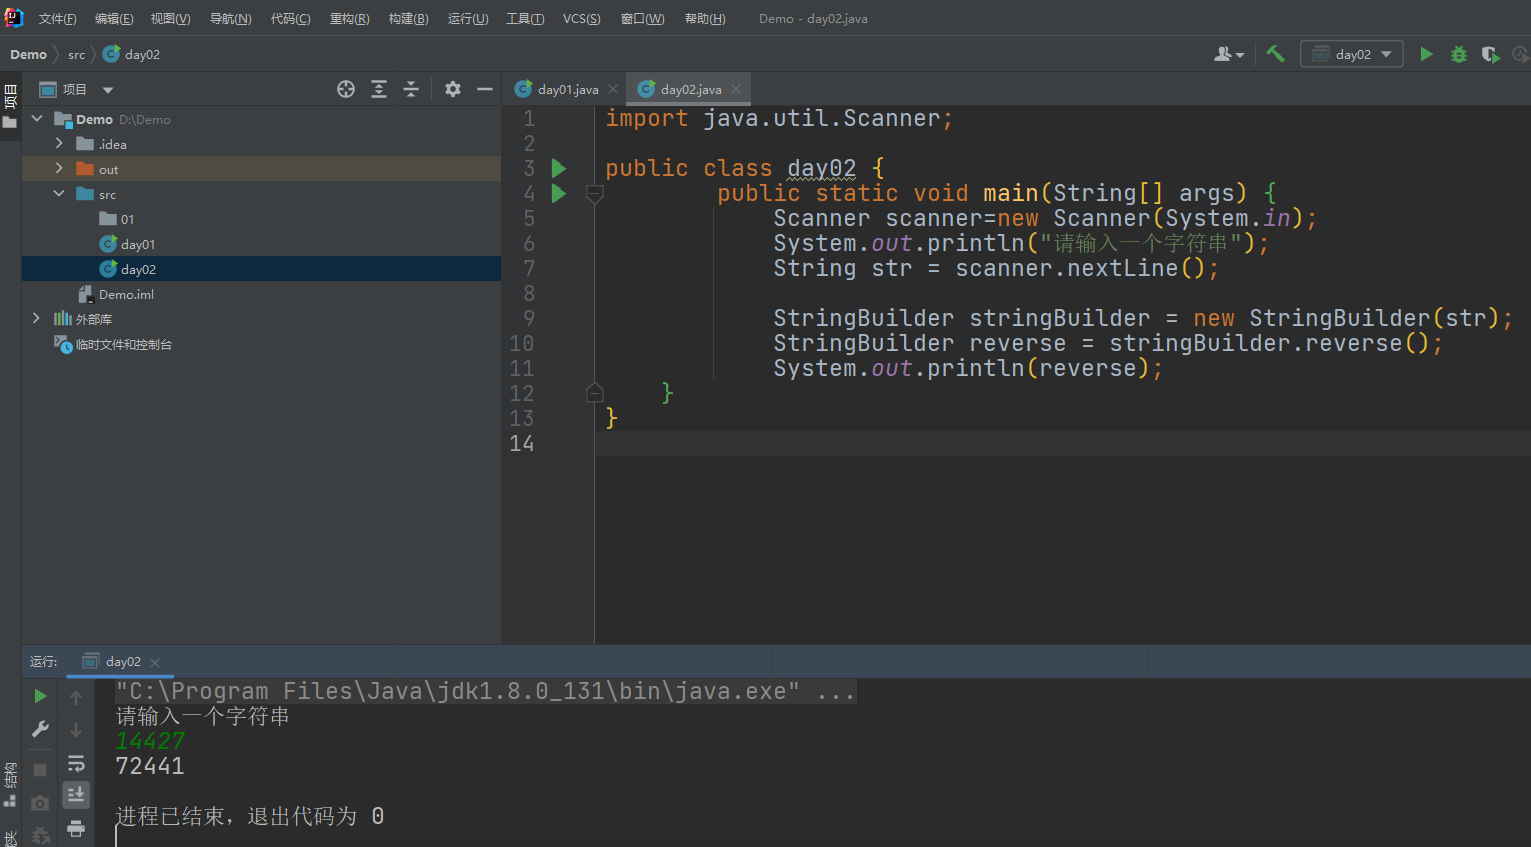 文件(F) 编辑(E) 视图(V) 导航(N) 代码(C) 重构(R) 构建(B) 运行(U) 工具(T) VCS(S) 窗口(W) 帮助(H) Demo - day02.java
Demo src day02
day02
项目
项目
day01.java day02.java
Demo D:\Demo
.idea
out
src
01
day01
day02
Demo.iml
外部库
临时文件和控制台
1 import java.util.Scanner;
2
3 public class day02 {
4 public static void main(String[] args) {
5 Scanner scanner=new Scanner(System.in);
6 System.out.println("请输入一个字符串");
7 String str = scanner.nextLine();
8
9 StringBuilder stringBuilder = new StringBuilder(str);
10 StringBuilder reverse = stringBuilder.reverse();
11 System.out.println(reverse);
12 }
13 }
14
运行: day02
"C:\Program Files\Java\jdk1.8.0_131\bin\java.exe" ...
请输入一个字符串
14427
72441
进程已结束，退出代码为 0
结构